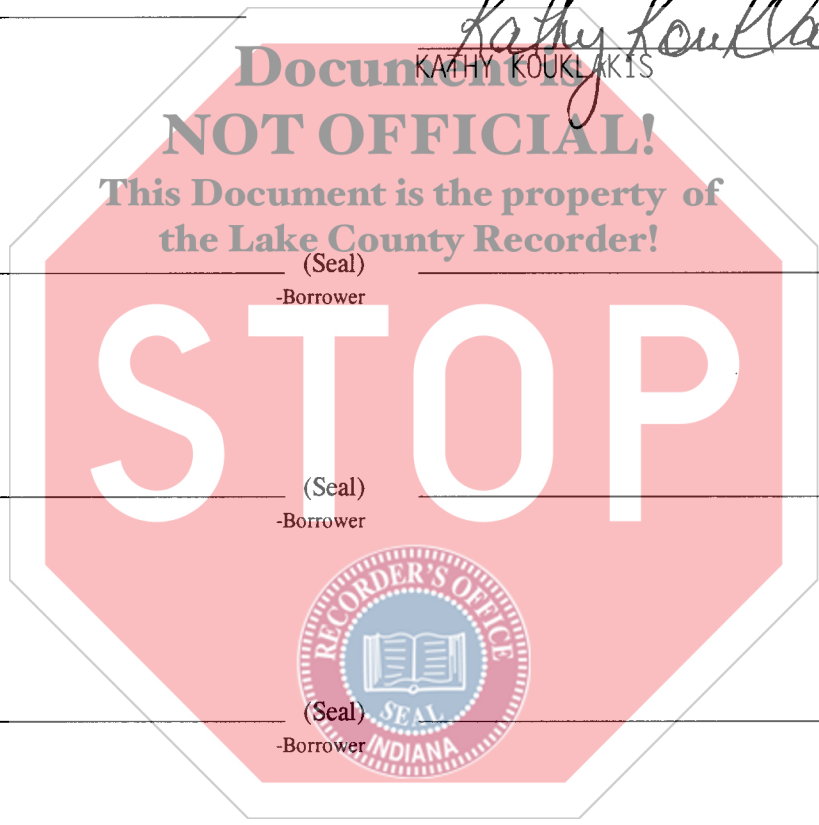 Kathy Koukla
Document is
KATHY KOUKLAKIS
NOT OFFICIAL!
This Document is the property of
the Lake County Recorder!
(Seal)
-Borrower
STOP
(Seal)
-Borrower
RECORDER'S OFFICE
SEAL
INDIANA
(Seal)
-Borrower